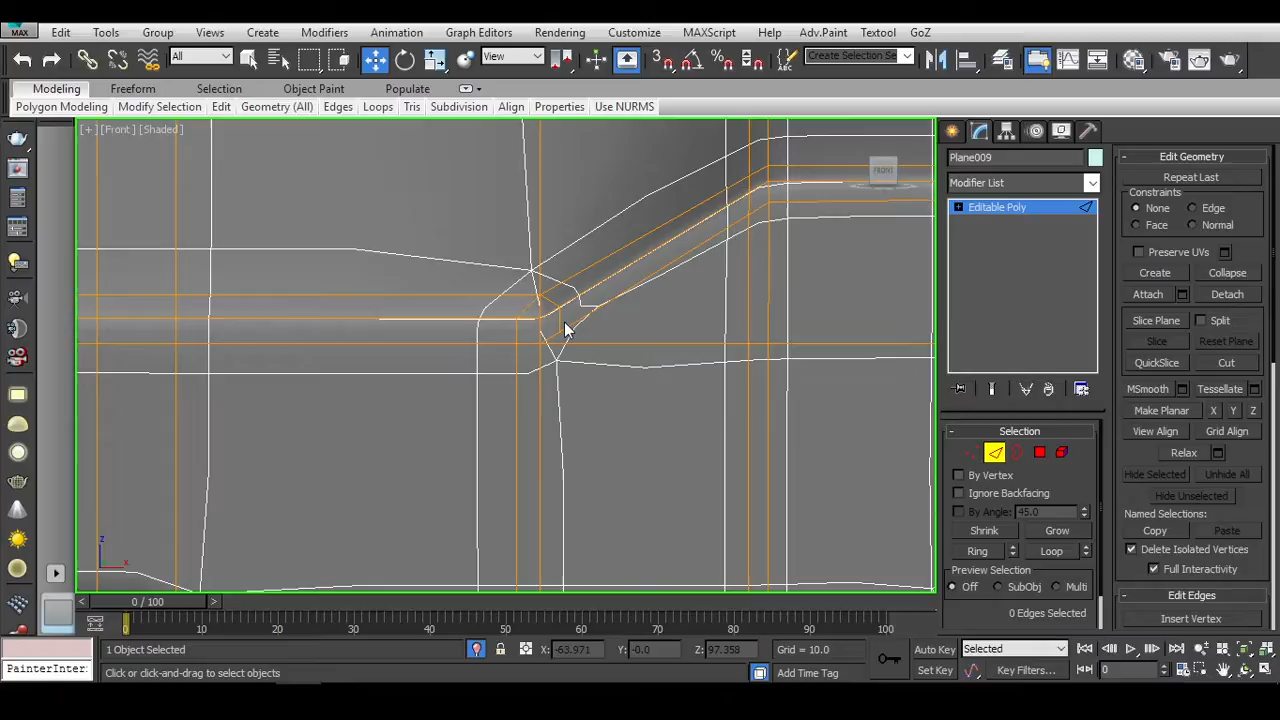 MAX Edit Tools Group Views Create Modifiers Animation Graph Editors Rendering Customize MAXScript Help Adv.Paint Textool GoZ
All View 3 Create Selection Se
Modeling Freeform Selection Object Paint Populate
Polygon Modeling Modify Selection Edit Geometry (All) Edges Loops Tris Subdivision Align Properties Use NURMS
[+] [Front] [Shaded]
FRONT
z
x
Plane009
Modifier List
Editable Poly
Selection
By Vertex
Ignore Backfacing
By Angle: 45.0
Shrink Grow
Ring Loop
Preview Selection
Off SubObj Multi
0 Edges Selected
Edit Geometry
Repeat Last
Constraints
None Edge
Face Normal
Preserve UVs
Create Collapse
Attach Detach
Slice Plane Split
Slice Reset Plane
QuickSlice Cut
MSmooth Tessellate
Make Planar X Y Z
View Align Grid Align
Relax
Hide Selected Unhide All
Hide Unselected
Named Selections:
Copy Paste
Delete Isolated Vertices
Full Interactivity
Edit Edges
Insert Vertex
< 0 / 100 >
0 10 20 30 40 50 60 70 80 90 100
1 Object Selected X: -63.971 Y: -0.0 Z: 97.358 Grid = 10.0 Auto Key Selected
PainterInter Click or click-and-drag to select objects Add Time Tag Set Key Key Filters... 0